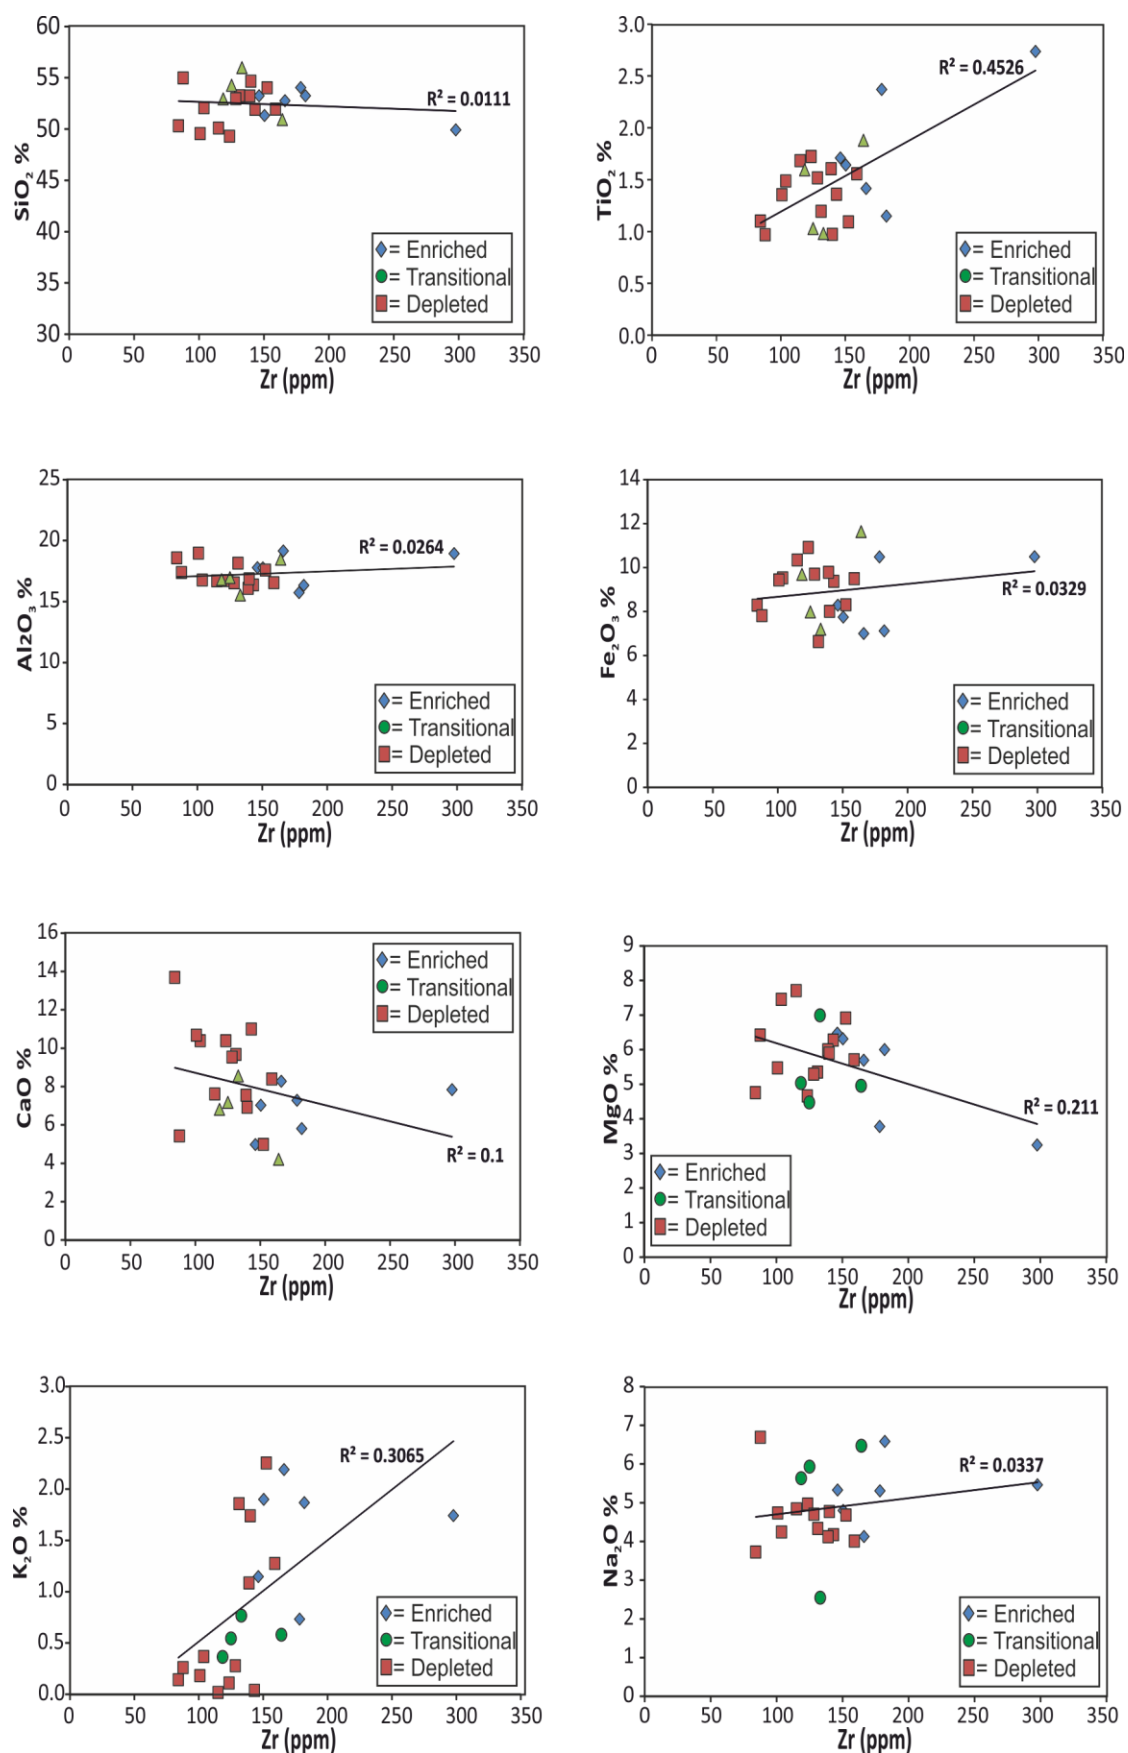 60
55
50
45
40
35
30
SiO₂ %
R² = 0.0111
= Enriched
= Transitional
= Depleted
0 50 100 150 200 250 300 350
Zr (ppm)
3.0
2.5
2.0
1.5
1.0
0.5
0.0
TiO₂ %
R² = 0.4526
= Enriched
= Transitional
= Depleted
0 50 100 150 200 250 300 350
Zr (ppm)
25
20
15
10
5
0
Al2O₃ %
R² = 0.0264
= Enriched
= Transitional
= Depleted
0 50 100 150 200 250 300 350
Zr (ppm)
14
12
10
8
6
4
2
0
Fe₂O₃ %
R² = 0.0329
= Enriched
= Transitional
= Depleted
0 50 100 150 200 250 300 350
Zr (ppm)
16
14
12
10
8
6
4
2
0
CaO %
= Enriched
= Transitional
= Depleted
R² = 0.1
0 50 100 150 200 250 300 350
Zr (ppm)
9
8
7
6
5
4
3
2
1
0
MgO %
R² = 0.211
= Enriched
= Transitional
= Depleted
0 50 100 150 200 250 300 350
Zr (ppm)
3.0
2.5
2.0
1.5
1.0
0.5
0.0
K₂O %
R² = 0.3065
= Enriched
= Transitional
= Depleted
0 50 100 150 200 250 300 350
Zr (ppm)
8
7
6
5
4
3
2
1
0
Na₂O %
R² = 0.0337
= Enriched
= Transitional
= Depleted
0 50 100 150 200 250 300 350
Zr (ppm)